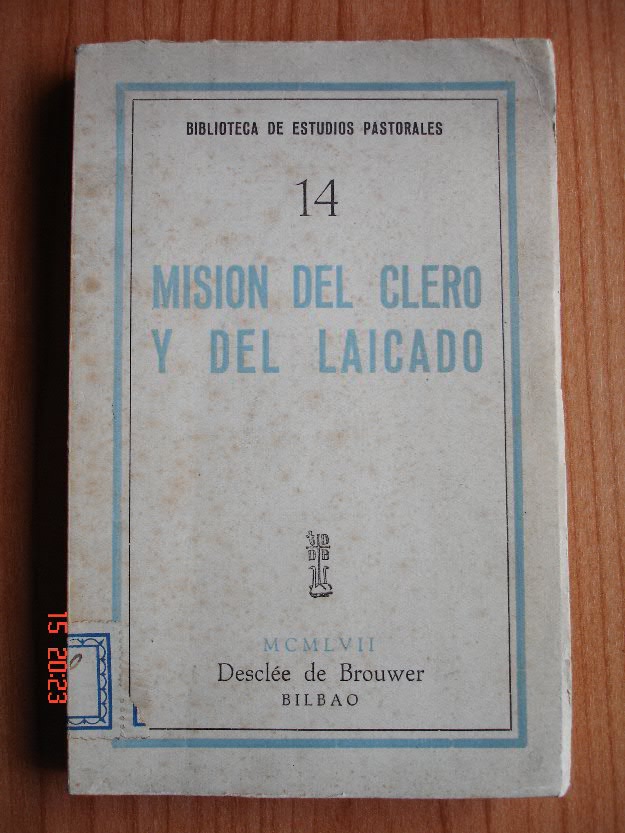 BIBLIOTECA DE ESTUDIOS PASTORALES
14
MISION DEL CLERO
Y DEL LAICADO
MCMLVII
Desclée de Brouwer
BILBAO
15 20:23